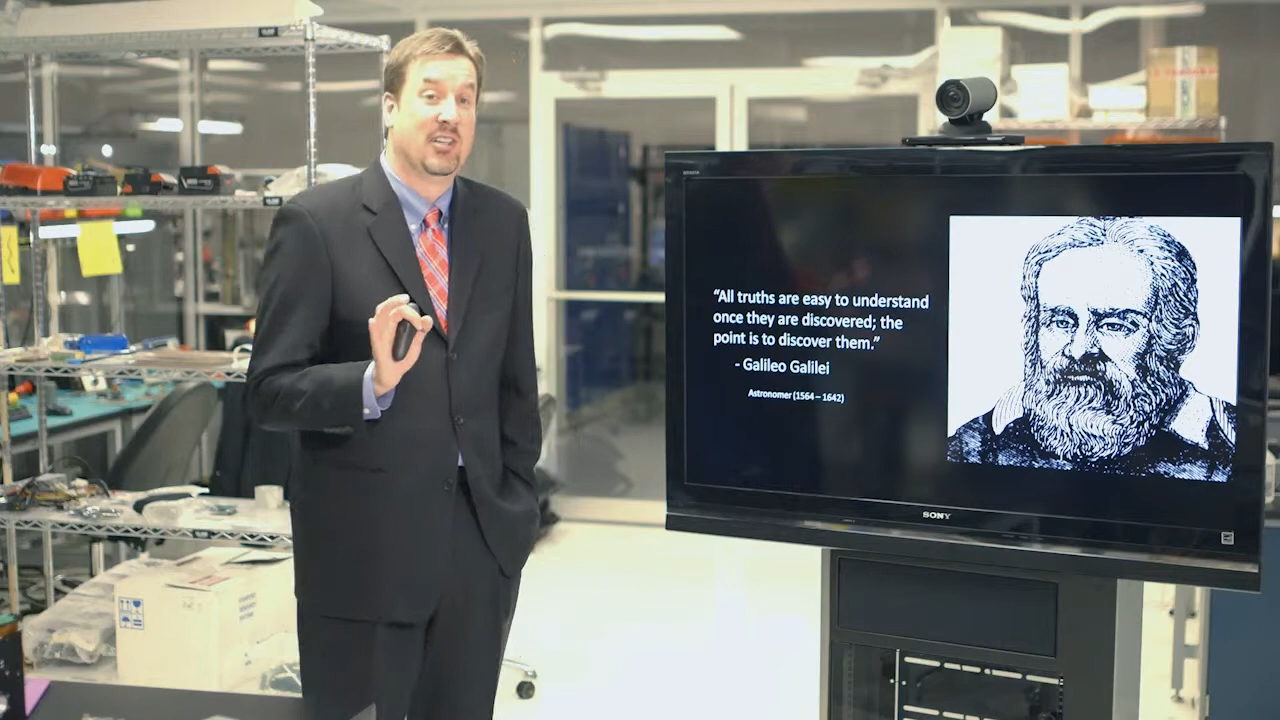 “All truths are easy to understand
once they are discovered; the
point is to discover them.”
- Galileo Galilei
Astronomer (1564 – 1642)
SONY